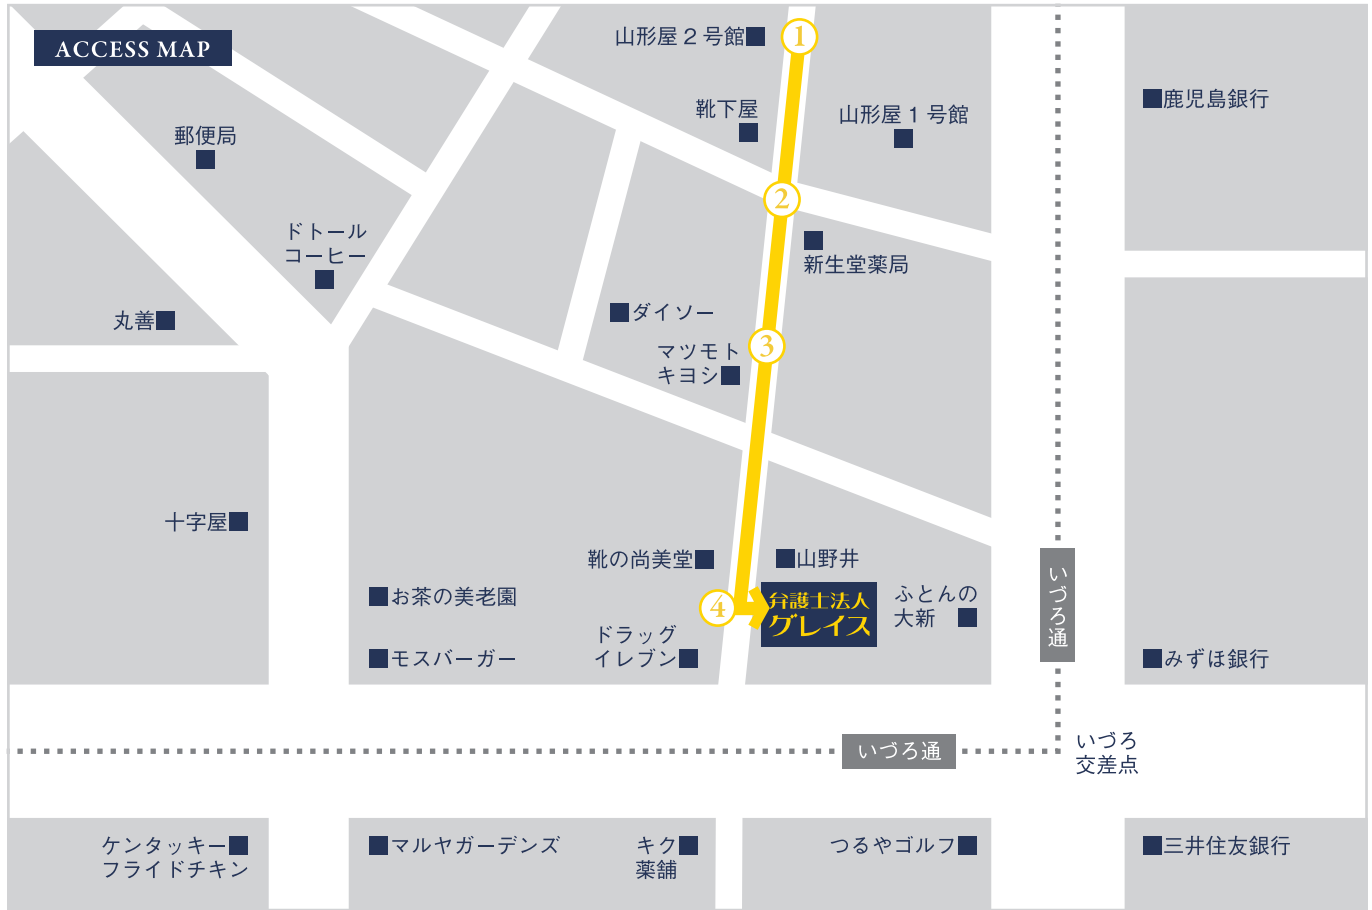 ACCESS MAP
山形屋2号館
①
鹿児島銀行
靴下屋
山形屋1号館
郵便局
②
ドトール
コーヒー
新生堂薬局
丸善
ダイソー
③
マツモト
キヨシ
十字屋
靴の尚美堂
山野井
いづろ通
お茶の美老園
④
弁護士法人
グレイス
ふとんの
大新
モスバーガー
ドラッグ
イレブン
みずほ銀行
いづろ通
いづろ
交差点
ケンタッキー
フライドチキン
マルヤガーデンズ
キク
薬舗
つるやゴルフ
三井住友銀行